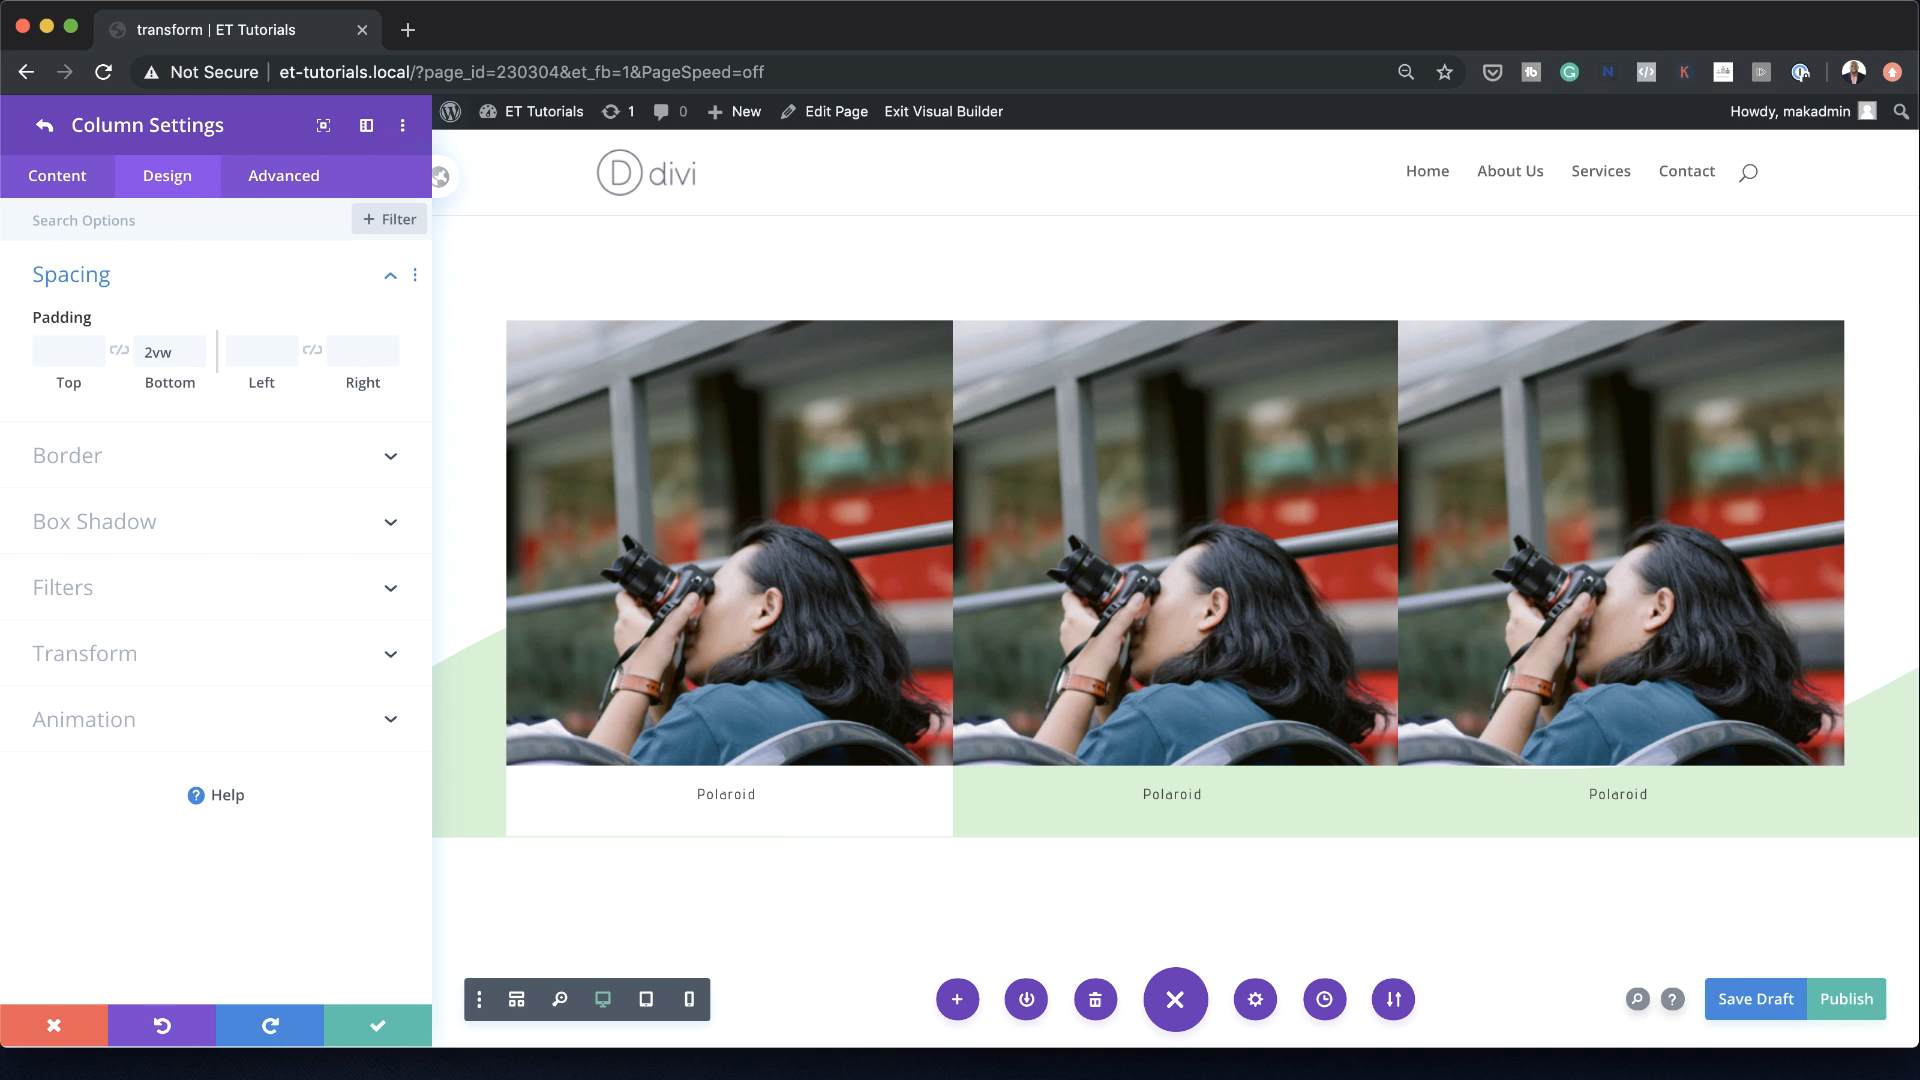 transform | ET Tutorials
Not Secure | et-tutorials.local/?page_id=230304&et_fb=1&PageSpeed=off
ET Tutorials 1 0 New Edit Page Exit Visual Builder Howdy, makadmin
Column Settings
Content Design Advanced
Search Options + Filter
D divi
Home About Us Services Contact
Spacing
Padding
2vw
Top Bottom Left Right
Border
Box Shadow
Filters
Transform
Animation
? Help
Polaroid Polaroid Polaroid
? Save Draft Publish